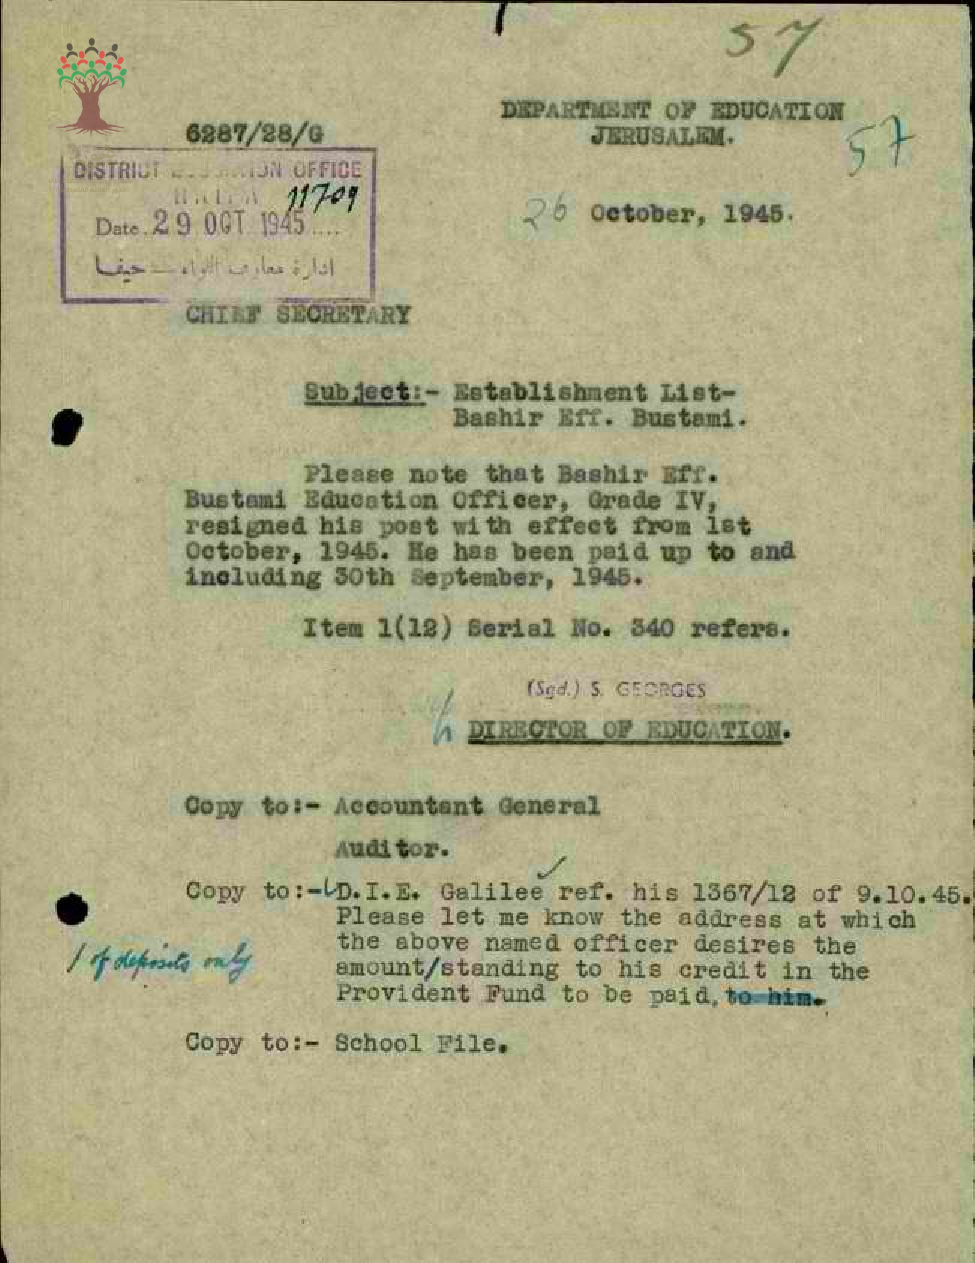 57
DEPARTMENT OF EDUCATION
JERUSALEM.
57
6287/28/G
DISTRICT EDUCATION OFFICE
HAIFA 11709
Date. 29 OCT 1945....
ادارة معارف اللواء - حيفا
26 October, 1945.
CHIEF SECRETARY
Subject:- Establishment List-
Bashir Eff. Bustami.
Please note that Bashir Eff.
Bustami Education Officer, Grade IV,
resigned his post with effect from 1st
October, 1945. He has been paid up to and
including 30th September, 1945.
Item 1(12) Serial No. 340 refers.
(Sgd.) S. GEORGES
DIRECTOR OF EDUCATION.
Copy to:- Accountant General
Auditor.
Copy to:- D.I.E. Galilee ref. his 1367/12 of 9.10.45.
Please let me know the address at which
the above named officer desires the
amount/standing to his credit in the
Provident Fund to be paid, to him.
/ of deposits only
Copy to:- School File.